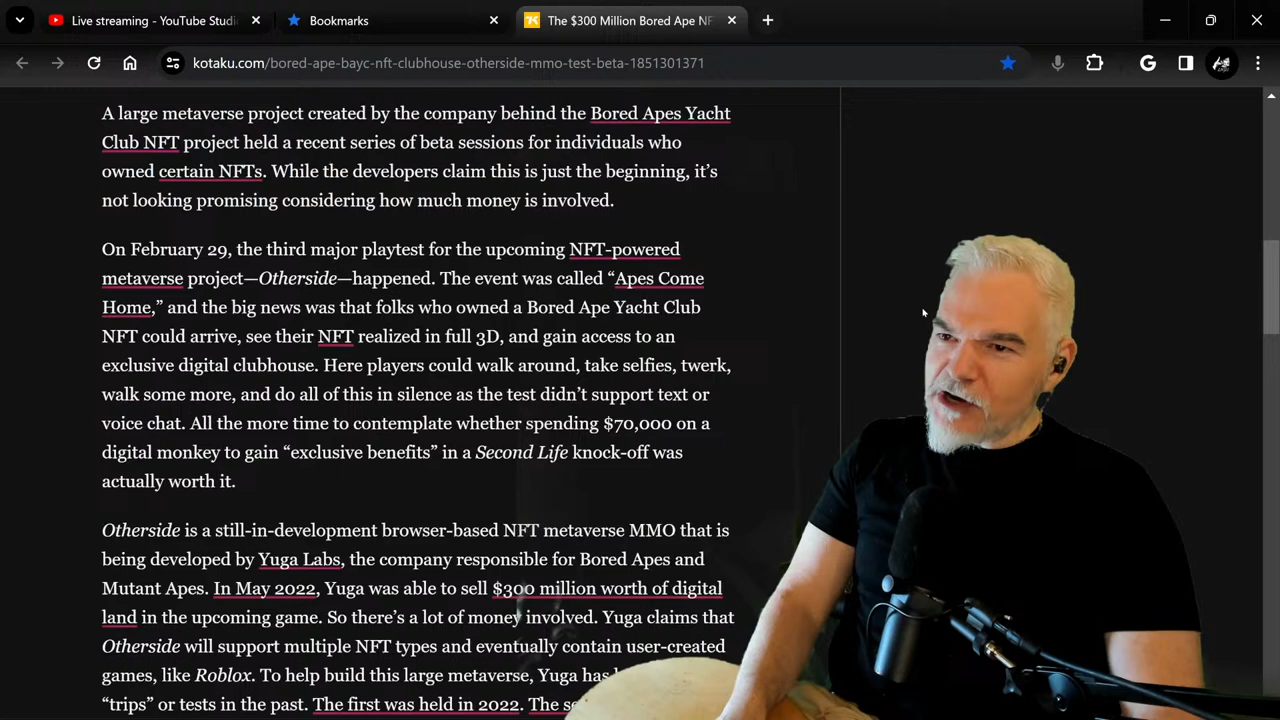 Live streaming - YouTube Studi
Bookmarks
The $300 Million Bored Ape NF
kotaku.com/bored-ape-bayc-nft-clubhouse-otherside-mmo-test-beta-1851301371
A large metaverse project created by the company behind the Bored Apes Yacht
Club NFT project held a recent series of beta sessions for individuals who
owned certain NFTs. While the developers claim this is just the beginning, it’s
not looking promising considering how much money is involved.
On February 29, the third major playtest for the upcoming NFT-powered
metaverse project—Otherside—happened. The event was called “Apes Come
Home,” and the big news was that folks who owned a Bored Ape Yacht Club
NFT could arrive, see their NFT realized in full 3D, and gain access to an
exclusive digital clubhouse. Here players could walk around, take selfies, twerk,
walk some more, and do all of this in silence as the test didn’t support text or
voice chat. All the more time to contemplate whether spending $70,000 on a
digital monkey to gain “exclusive benefits” in a Second Life knock-off was
actually worth it.
Otherside is a still-in-development browser-based NFT metaverse MMO that is
being developed by Yuga Labs, the company responsible for Bored Apes and
Mutant Apes. In May 2022, Yuga was able to sell $300 million worth of digital
land in the upcoming game. So there’s a lot of money involved. Yuga claims that
Otherside will support multiple NFT types and eventually contain user-created
games, like Roblox. To help build this large metaverse, Yuga has
“trips” or tests in the past. The first was held in 2022. The